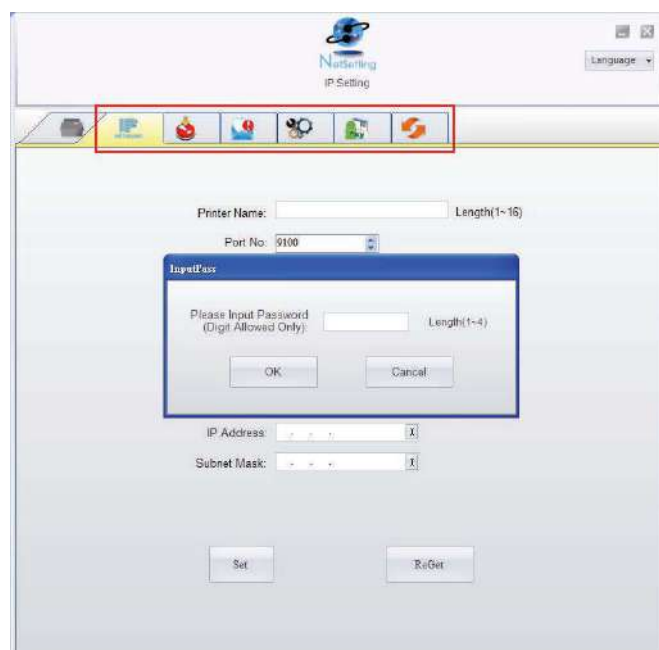 NetSetting
IP Setting
Language
IP
Printer Name: Length(1~16)
Port No: 9100
InputPass
Please Input Password
(Digit Allowed Only): Length(1~4)
OK Cancel
IP Address: . . .
Subnet Mask: . . .
Set ReGet